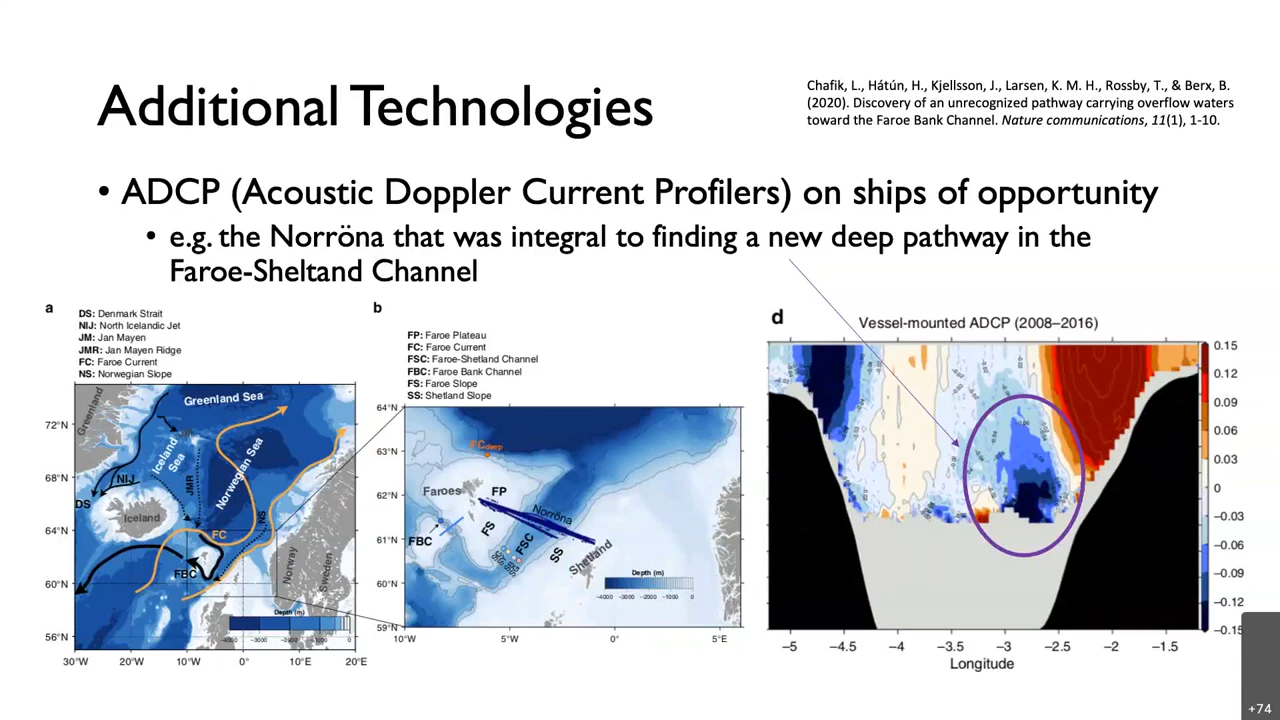 Additional Technologies
Chafik, L., Hátún, H., Kjellsson, J., Larsen, K. M. H., Rossby, T., & Berx, B.
(2020). Discovery of an unrecognized pathway carrying overflow waters
toward the Faroe Bank Channel. Nature communications, 11(1), 1-10.
• ADCP (Acoustic Doppler Current Profilers) on ships of opportunity
• e.g. the Norröna that was integral to finding a new deep pathway in the
Faroe-Sheltand Channel
a
DS: Denmark Strait
NIJ: North Icelandic Jet
JM: Jan Mayen
JMR: Jan Mayen Ridge
FC: Faroe Current
NS: Norwegian Slope
Greenland
Greenland Sea
Iceland
Sea
Norwegian Sea
JMR
NIJ
DS
Iceland
NS
FC
FBC
Norway
Sweden
Depth (m)
72°N
68°N
64°N
60°N
56°N
30°W
20°W
10°W
0°
10°E
20°E
b
FP: Faroe Plateau
FC: Faroe Current
FSC: Faroe-Shetland Channel
FBC: Faroe Bank Channel
FS: Faroe Slope
SS: Shetland Slope
FCdeep
Faroes
FP
Norröna
FS
FSC
SS
FBC
Shetland
Depth (m)
−4000 −3000 −2000 −1000 0
64°N
63°N
62°N
61°N
60°N
59°N
10°W
5°W
0°
5°E
d
Vessel-mounted ADCP (2008–2016)
0.15
0.12
0.09
0.06
0.03
0
−0.03
−0.06
−0.09
−0.12
−0.15
−5
−4.5
−4
−3.5
−3
−2.5
−2
−1.5
Longitude
+74